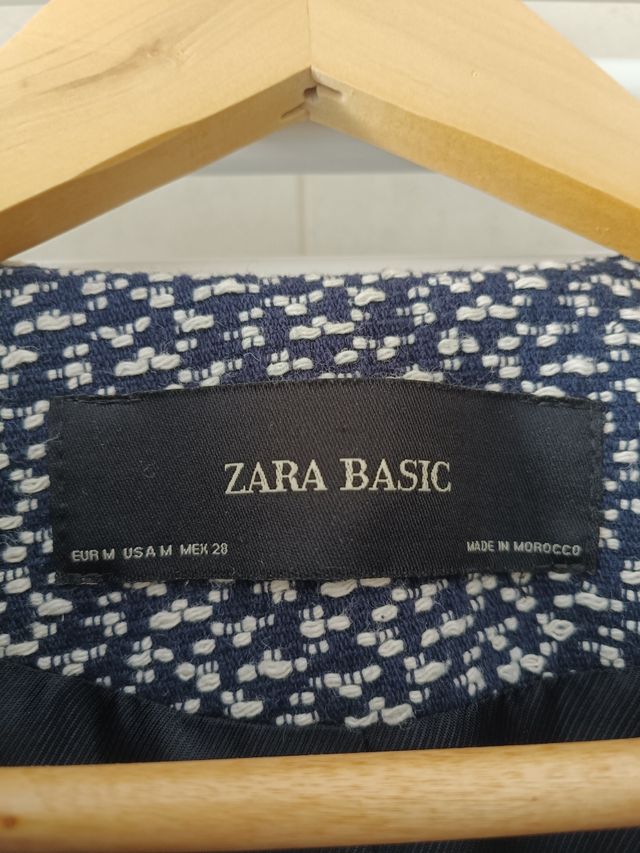 ZARA BASIC
EUR M USA M MEX 28
MADE IN MOROCCO